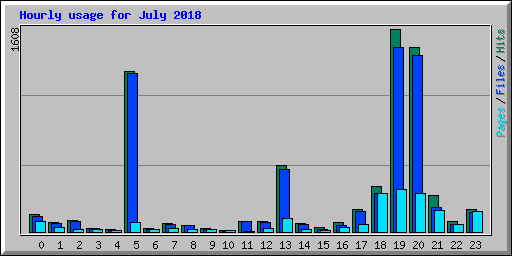 Hourly usage for July 2018
1608
Pages / Files / Hits
0 1 2 3 4 5 6 7 8 9 10 11 12 13 14 15 16 17 18 19 20 21 22 23